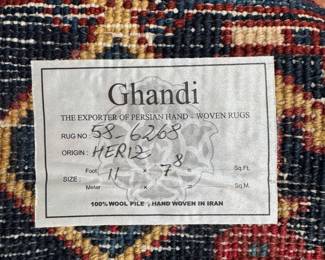 Ghandi
THE EXPORTER OF PERSIAN HAND - WOVEN RUGS
RUG NO: 58-6268
ORIGIN: HERIZ
Foot 11 × 7 8 Sq.Ft.
SIZE :
Meter × = Sq.M.
100% WOOL PILE , HAND WOVEN IN IRAN